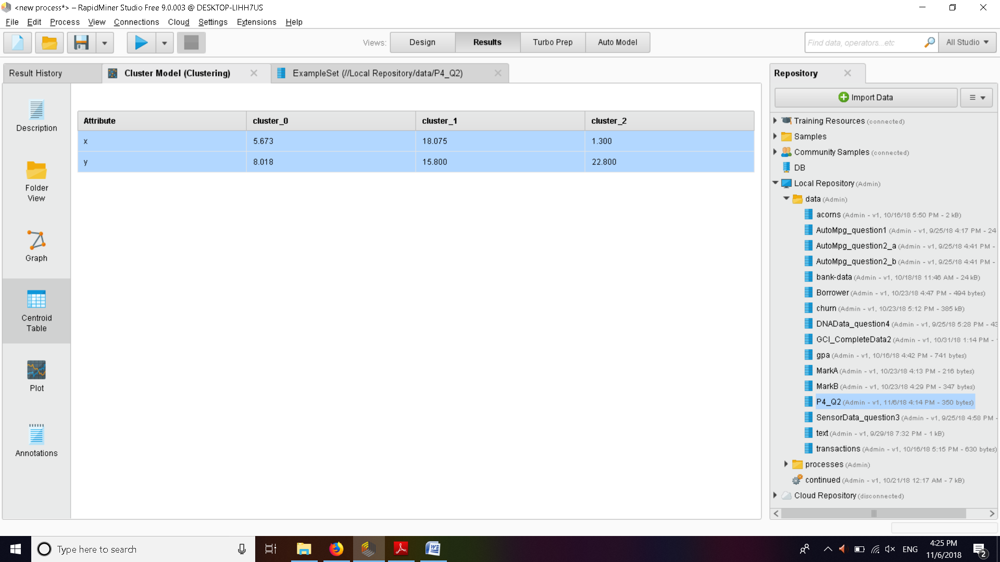 <new process*> – RapidMiner Studio Free 9.0.003 @ DESKTOP-LIHH7US
File Edit Process View Connections Cloud Settings Extensions Help
Views: Design Results Turbo Prep Auto Model
Find data, operators...etc All Studio
Result History Cluster Model (Clustering) ExampleSet (//Local Repository/data/P4_Q2)
Description
Folder
View
Graph
Centroid
Table
Plot
Annotations
Attribute cluster_0 cluster_1 cluster_2
x 5.673 18.075 1.300
y 8.018 15.800 22.800
Repository
Import Data
Training Resources (connected)
Samples
Community Samples (connected)
DB
Local Repository (Admin)
data (Admin)
acorns (Admin - v1, 10/16/18 5:50 PM - 2 kB)
AutoMpg_question1 (Admin - v1, 9/25/18 4:17 PM - 24
AutoMpg_question2_a (Admin - v1, 9/25/18 4:41 PM -
AutoMpg_question2_b (Admin - v1, 9/25/18 4:41 PM -
bank-data (Admin - v1, 10/18/18 11:46 AM - 24 kB)
Borrower (Admin - v1, 10/23/18 4:47 PM - 494 bytes)
churn (Admin - v1, 10/23/18 5:12 PM - 385 kB)
DNAData_question4 (Admin - v1, 9/25/18 5:28 PM - 43
GCI_CompleteData2 (Admin - v1, 10/31/18 1:14 PM -
gpa (Admin - v1, 10/16/18 4:42 PM - 741 bytes)
MarkA (Admin - v1, 10/23/18 4:13 PM - 216 bytes)
MarkB (Admin - v1, 10/23/18 4:29 PM - 347 bytes)
P4_Q2 (Admin - v1, 11/6/18 4:14 PM - 350 bytes)
SensorData_question3 (Admin - v1, 9/25/18 4:58 PM -
text (Admin - v1, 9/29/18 7:32 PM - 1 kB)
transactions (Admin - v1, 10/16/18 5:15 PM - 630 bytes)
processes (Admin)
continued (Admin - v1, 10/21/18 12:17 AM - 7 kB)
Cloud Repository (disconnected)
Type here to search
ENG
4:25 PM
11/6/2018
2